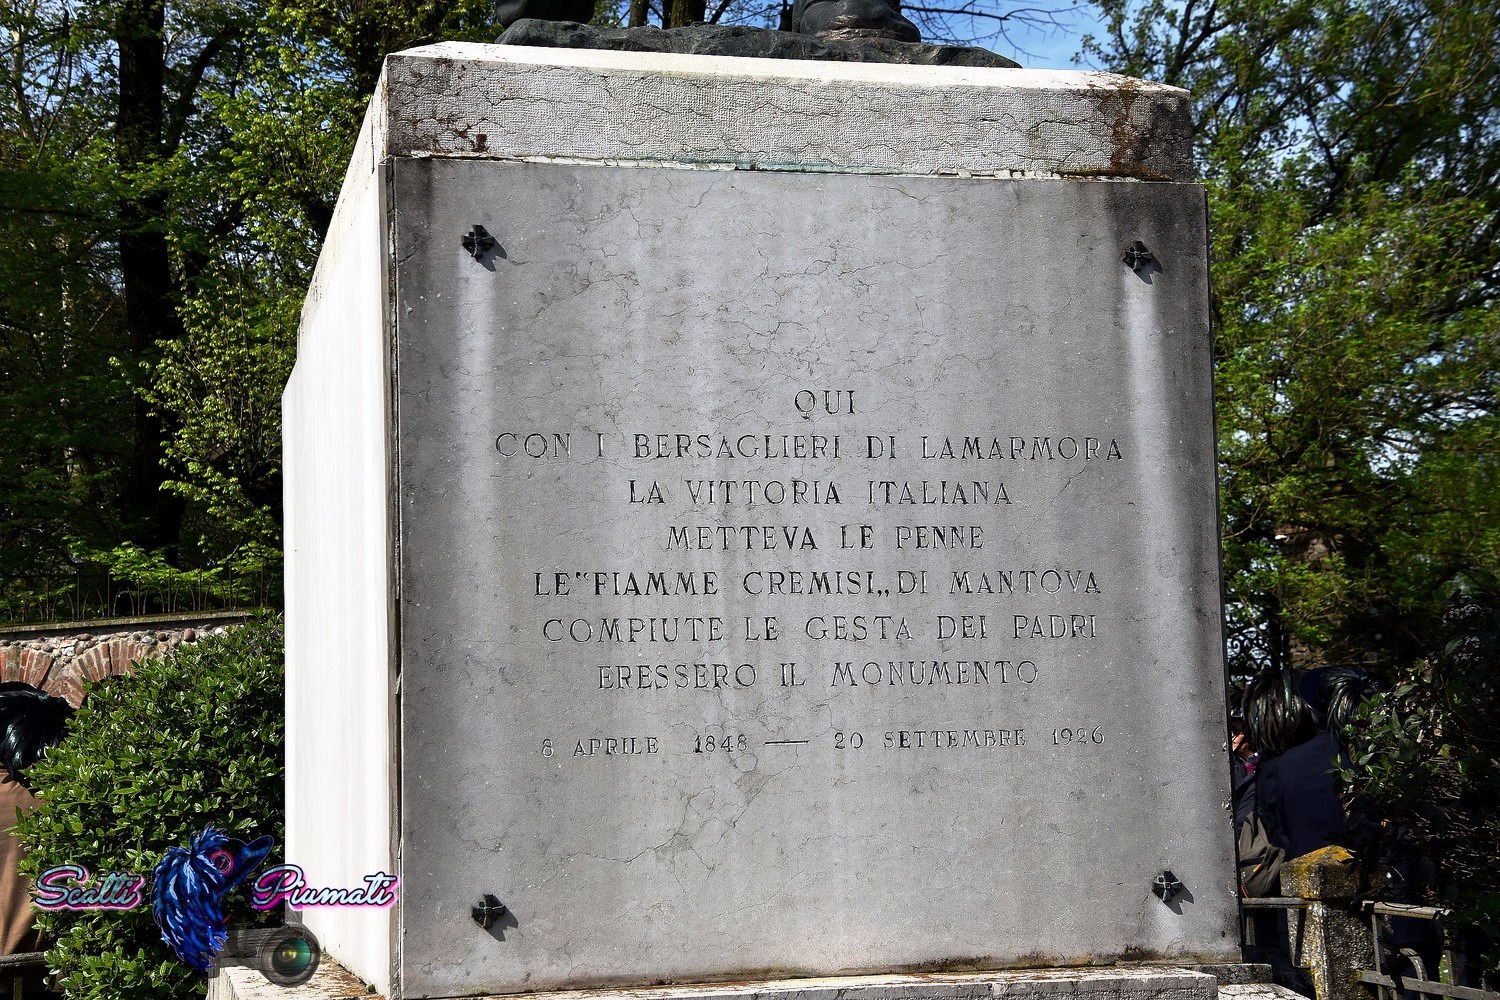 QUI
CON I BERSAGLIERI DI LAMARMORA
LA VITTORIA ITALIANA
METTEVA LE PENNE
LE "FIAMME CREMISI,, DI MANTOVA
COMPIUTE LE GESTA DEI PADRI
ERESSERO IL MONUMENTO
8 APRILE 1848 — 20 SETTEMBRE 1926
Scatti Piumati